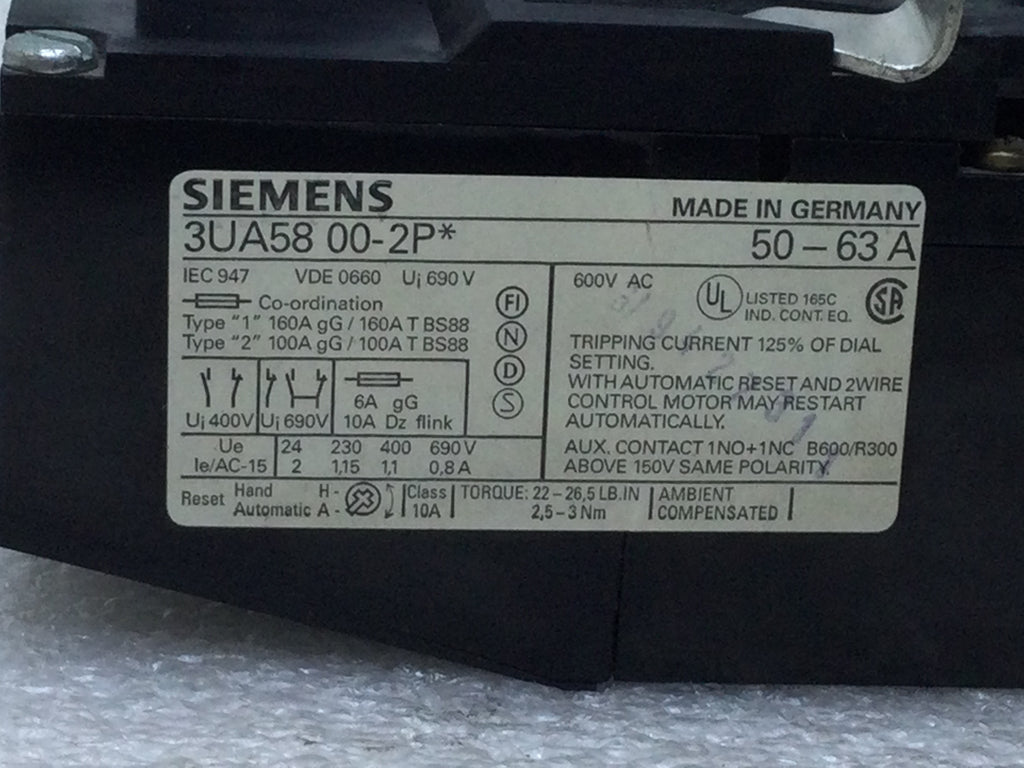 SIEMENS
MADE IN GERMANY
3UA58 00-2P*
50 – 63 A
IEC 947 VDE 0660 Ui 690 V
Co-ordination
Type "1" 160A gG / 160A T BS88
Type "2" 100A gG / 100A T BS88
FI
N
D
S
Ui 400V
Ui 690V
6A gG
10A Dz flink
Ue 24 230 400 690 V
Ie/AC-15 2 1,15 1,1 0,8 A
600V AC
UL
LISTED 165C
IND. CONT. EQ.
SA
TRIPPING CURRENT 125% OF DIAL
SETTING.
WITH AUTOMATIC RESET AND 2WIRE
CONTROL MOTOR MAY RESTART
AUTOMATICALLY.
AUX. CONTACT 1NO+1NC B600/R300
ABOVE 150V SAME POLARITY
Reset Hand H -
Automatic A -
Class
10A
TORQUE: 22 – 26,5 LB.IN
2,5 – 3 Nm
AMBIENT
COMPENSATED